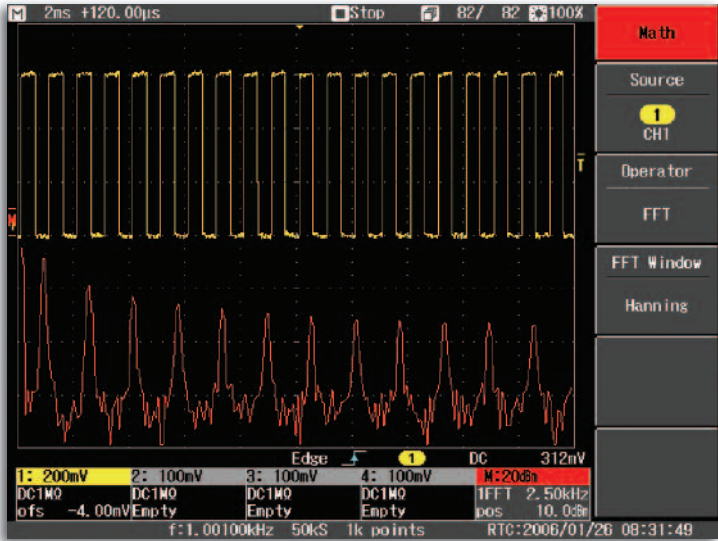 M 2ms +120.00µs Stop 82/ 82 100%
Math
Source
1
CH1
T
Operator
FFT
M
FFT Window
Hanning
Edge 1 DC 312mV
1: 200mV 2: 100mV 3: 100mV 4: 100mV M:20dBm
DC1MΩ DC1MΩ DC1MΩ DC1MΩ 1FFT 2.50kHz
ofs -4.00mV Empty Empty Empty pos 10.0dBm
f:1.00100kHz 50kS 1k points RTC:2006/01/26 08:31:49